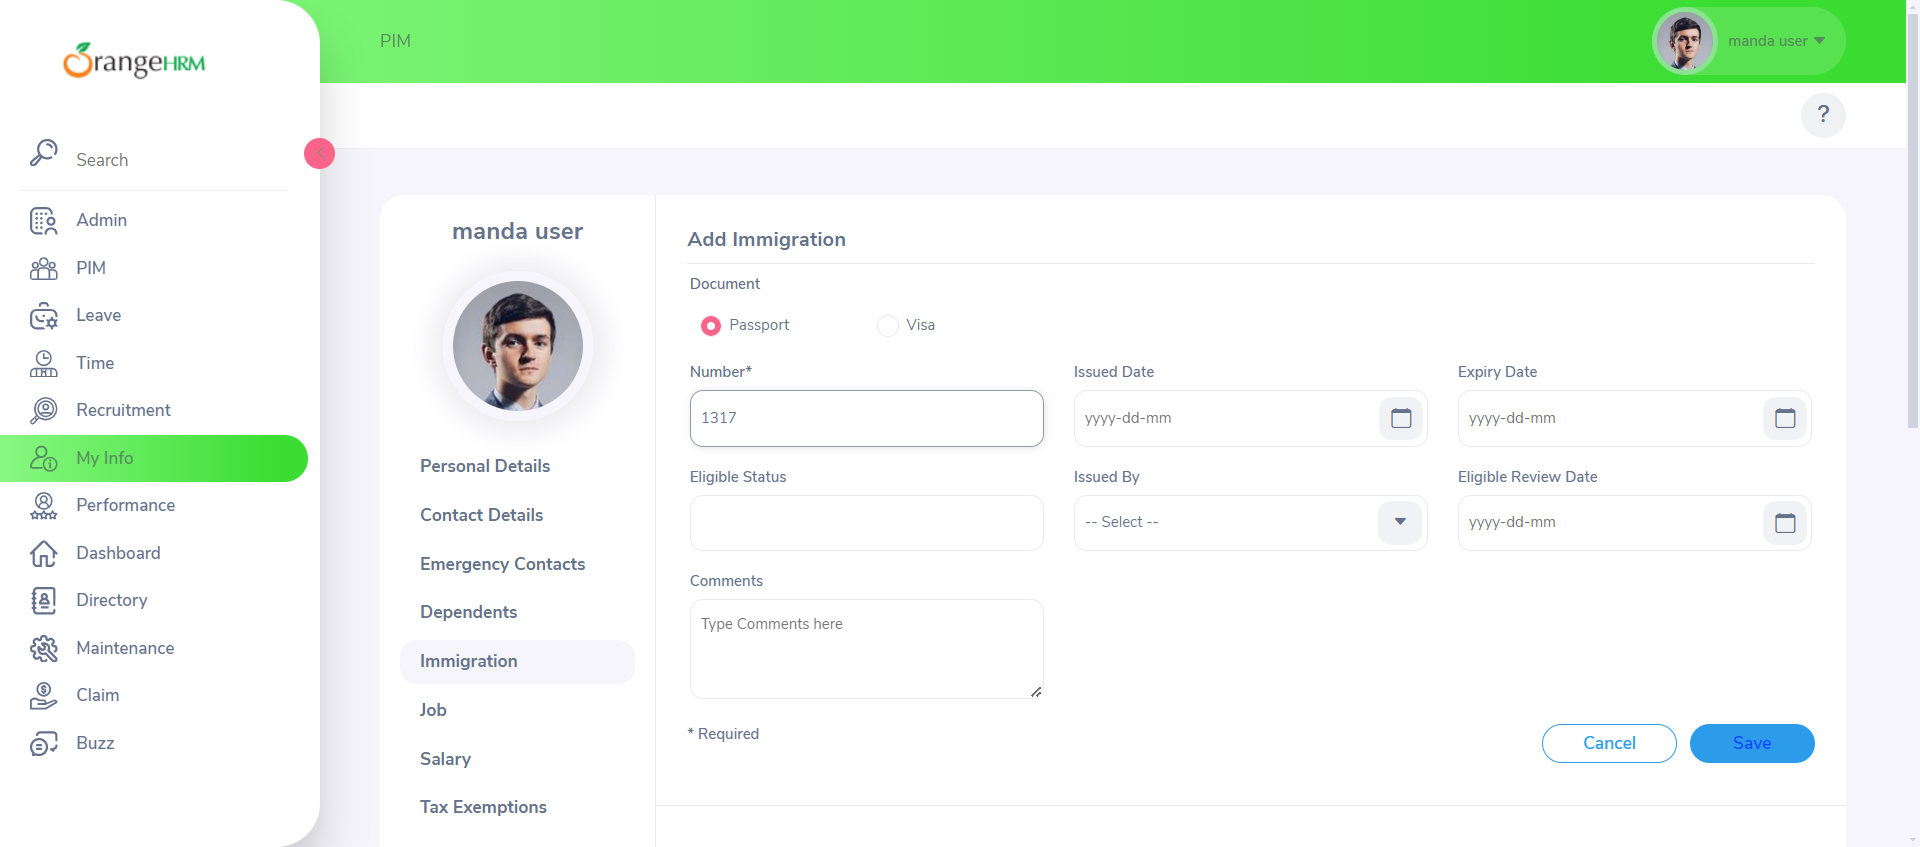 OrangeHRM
PIM
manda user
?
Search
Admin
PIM
Leave
Time
Recruitment
My Info
Performance
Dashboard
Directory
Maintenance
Claim
Buzz
manda user
Personal Details
Contact Details
Emergency Contacts
Dependents
Immigration
Job
Salary
Tax Exemptions
Add Immigration
Document
Passport Visa
Number* Issued Date Expiry Date
1317 yyyy-dd-mm yyyy-dd-mm
Eligible Status Issued By Eligible Review Date
-- Select -- yyyy-dd-mm
Comments
Type Comments here
* Required
Cancel Save